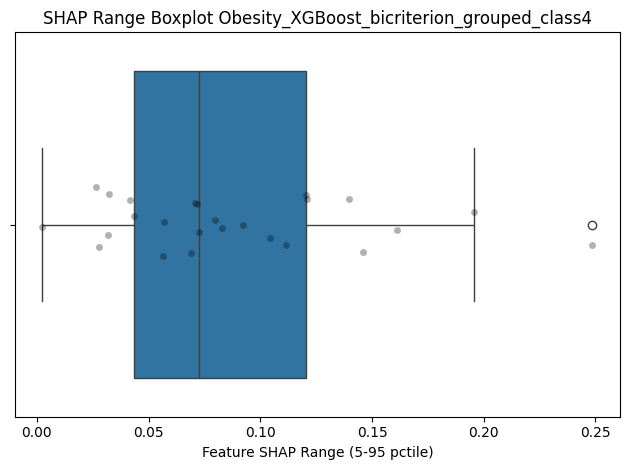 SHAP Range Boxplot Obesity_XGBoost_bicriterion_grouped_class4
0.00 0.05 0.10 0.15 0.20 0.25
Feature SHAP Range (5-95 pctile)